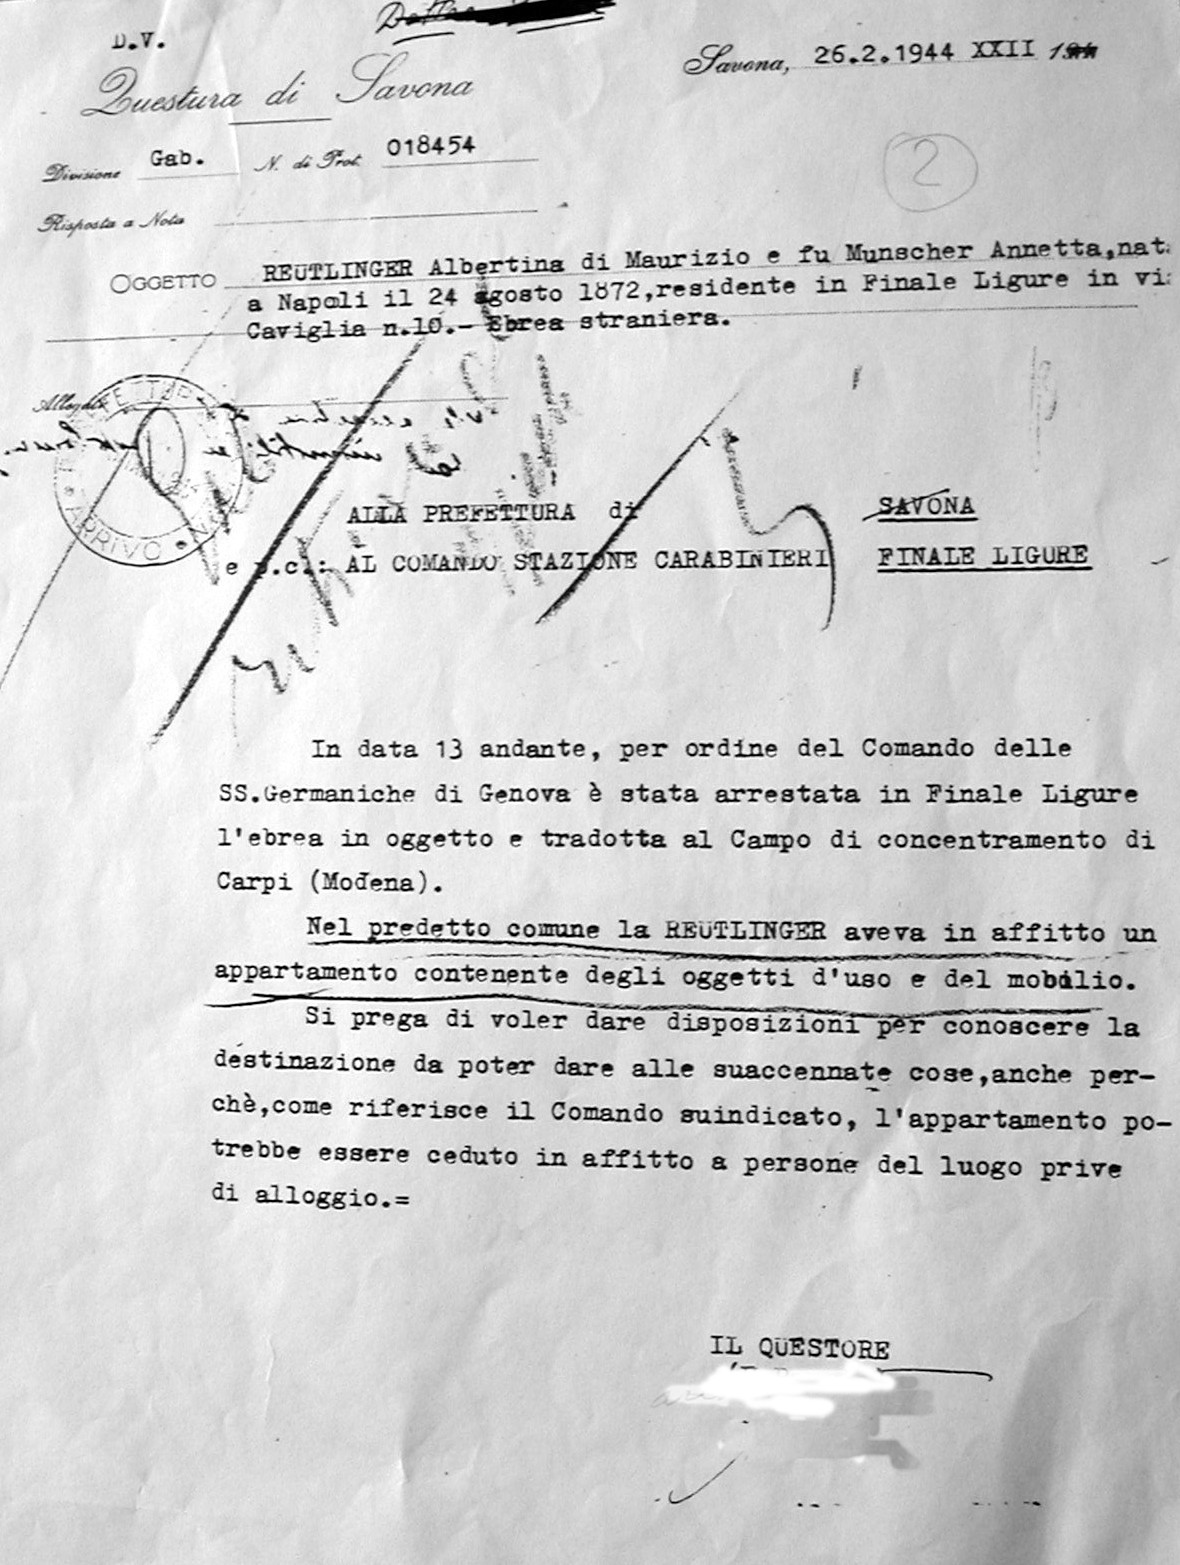 D.V.
Savona, 26.2.1944 XXII
Questura di Savona
Divisione Gab. N. di Prot. 018454
2
Risposta a Nota
OGGETTO REUTLINGER Albertina di Maurizio e fu Munscher Annetta,nat
a Napoli il 24 agosto 1872,residente in Finale Ligure in vi
Caviglia n.10.- Ebrea straniera.
Allegati
ARRIVO
ALLA PREFETTURA di SAVONA
e p.c.: AL COMANDO STAZIONE CARABINIERI FINALE LIGURE
In data 13 andante, per ordine del Comando delle
SS.Germaniche di Genova è stata arrestata in Finale Ligure
l'ebrea in oggetto e tradotta al Campo di concentramento di
Carpi (Modena).
Nel predetto comune la REUTLINGER aveva in affitto un
appartamento contenente degli oggetti d'uso e del mobilio.
Si prega di voler dare disposizioni per conoscere la
destinazione da poter dare alle suaccennate cose,anche per-
chè,come riferisce il Comando suindicato, l'appartamento po-
trebbe essere ceduto in affitto a persone del luogo prive
di alloggio.=
IL QUESTORE